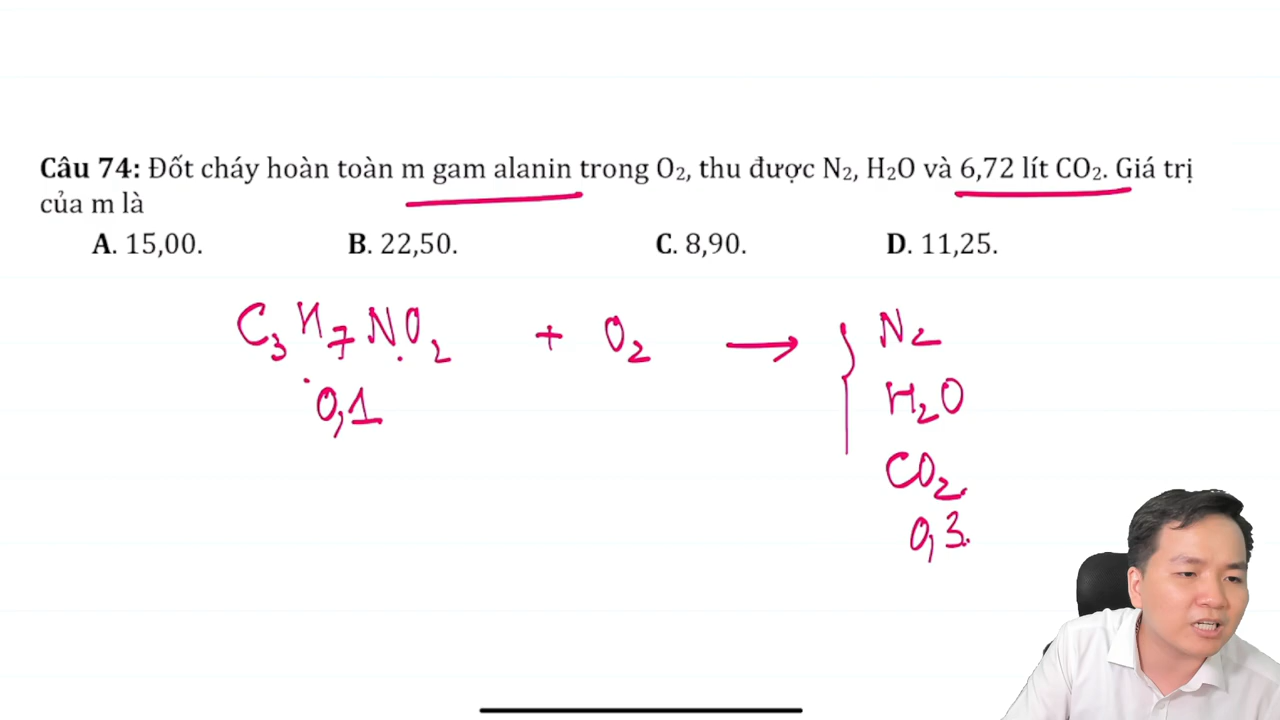 Câu 74: Đốt cháy hoàn toàn m gam alanin trong O₂, thu được N₂, H₂O và 6,72 lít CO₂. Giá trị
của m là
A. 15,00. B. 22,50. C. 8,90. D. 11,25.
C₃H₇NO₂ + O₂ → { N₂
H₂O
0,1
CO₂
0,3